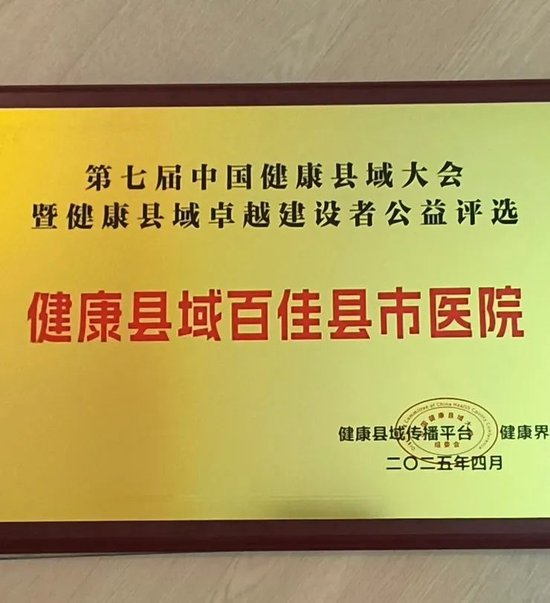 第七届中国健康县域大会
暨健康县域卓越建设者公益评选
健康县域百佳县市医院
健康县域传播平台 健康界
二〇二五年四月